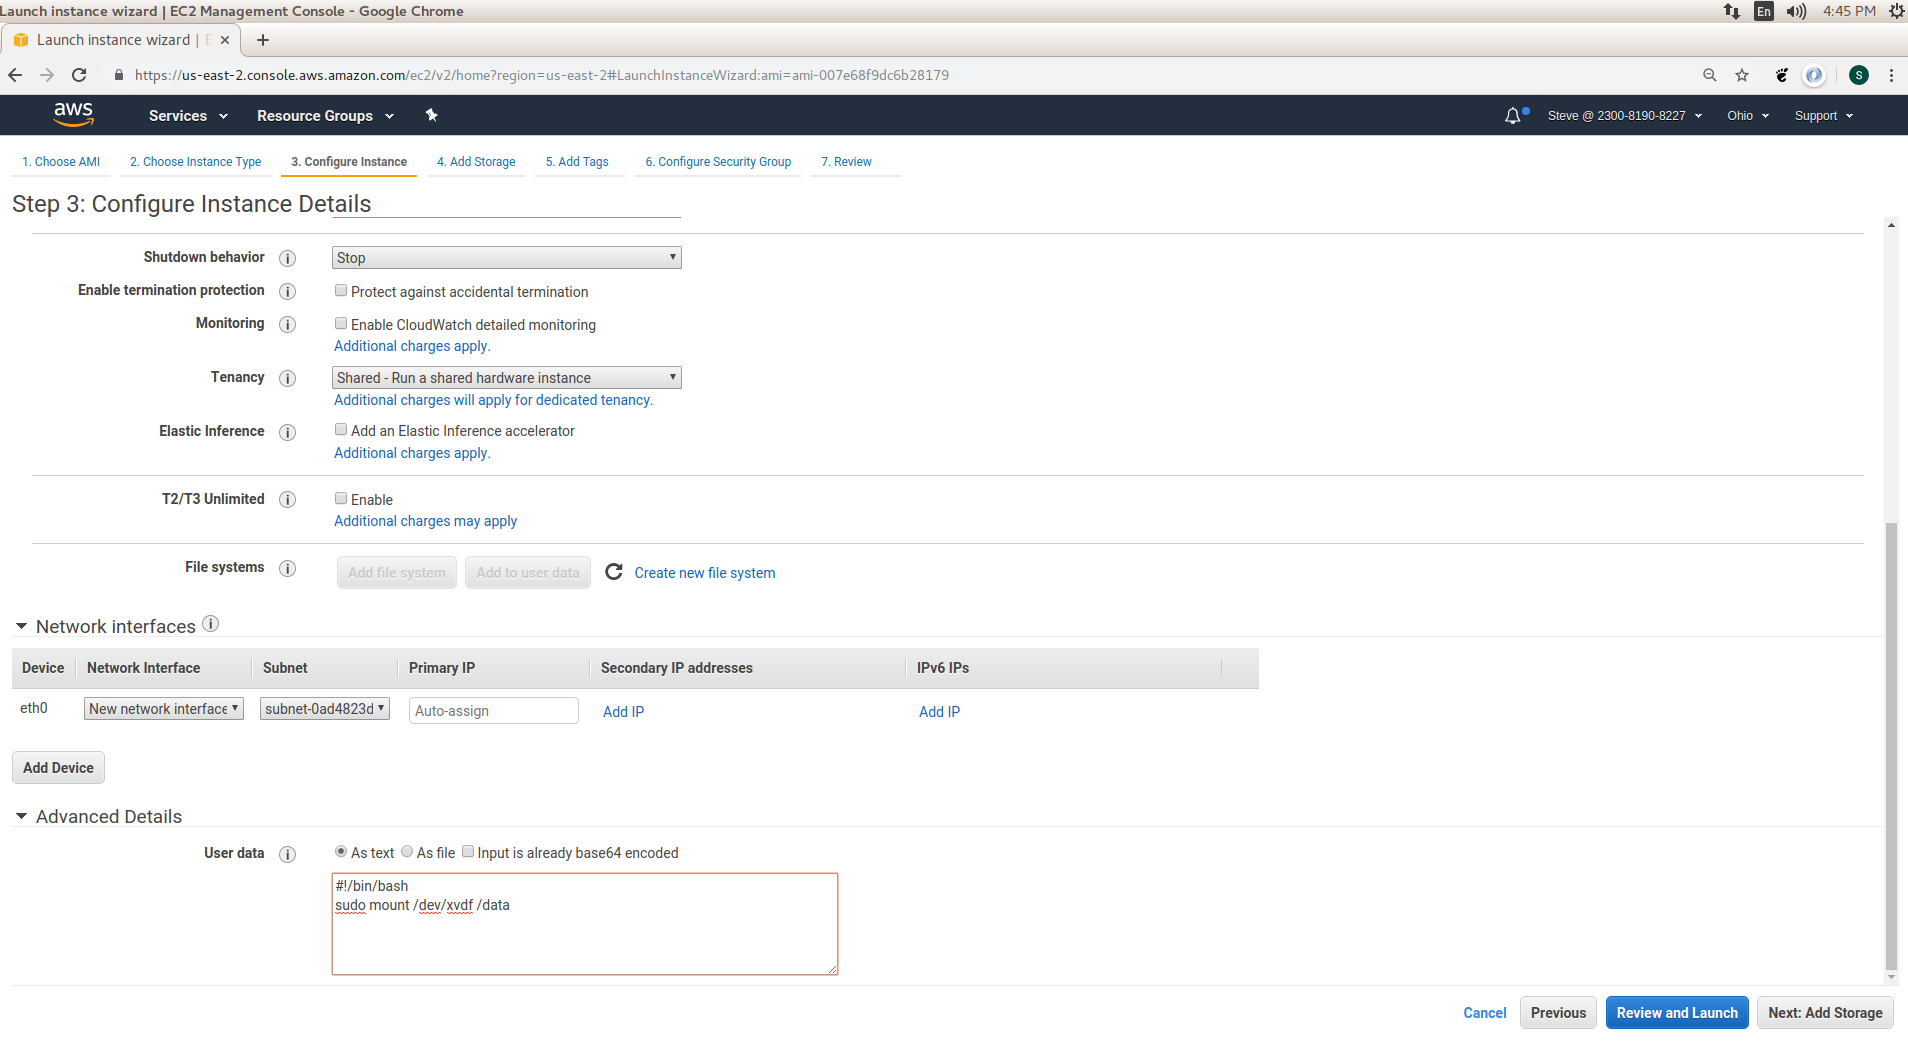 Launch instance wizard | EC2 Management Console - Google Chrome
En
4:45 PM
Launch instance wizard | E
https://us-east-2.console.aws.amazon.com/ec2/v2/home?region=us-east-2#LaunchInstanceWizard:ami=ami-007e68f9dc6b28179
S
aws
Services
Resource Groups
Steve @ 2300-8190-8227
Ohio
Support
1. Choose AMI
2. Choose Instance Type
3. Configure Instance
4. Add Storage
5. Add Tags
6. Configure Security Group
7. Review
Step 3: Configure Instance Details
Shutdown behavior
Stop
Enable termination protection
Protect against accidental termination
Monitoring
Enable CloudWatch detailed monitoring
Additional charges apply.
Tenancy
Shared - Run a shared hardware instance
Additional charges will apply for dedicated tenancy.
Elastic Inference
Add an Elastic Inference accelerator
Additional charges apply.
T2/T3 Unlimited
Enable
Additional charges may apply
File systems
Add file system
Add to user data
Create new file system
Network interfaces
Device
Network Interface
Subnet
Primary IP
Secondary IP addresses
IPv6 IPs
eth0
New network interface
subnet-0ad4823d
Auto-assign
Add IP
Add IP
Add Device
Advanced Details
User data
As text
As file
Input is already base64 encoded
#!/bin/bash
sudo mount /dev/xvdf /data
Cancel
Previous
Review and Launch
Next: Add Storage